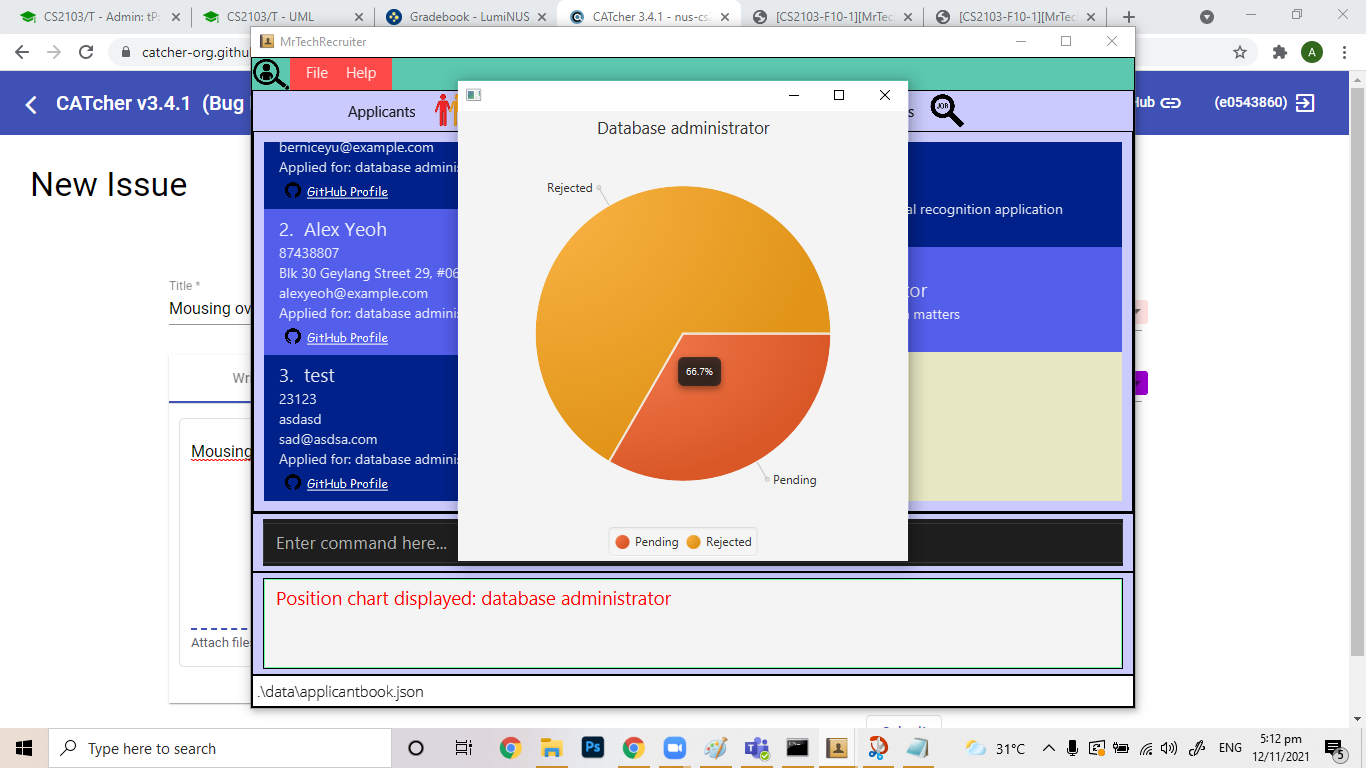 CS2103/T - Admin: tP
CS2103/T - UML
Gradebook - LumiNUS
CATcher 3.4.1 - nus-cs
[CS2103-F10-1][MrTe
[CS2103-F10-1][MrTe
catcher-org.github
A
CATcher v3.4.1 (Bug
Hub
(e0543860)
New Issue
Title *
Mousing ov
Wr
Mousing
Attach file
MrTechRecruiter
File Help
Applicants
s
JOB
berniceyu@example.com
Applied for: database adminis
GitHub Profile
2. Alex Yeoh
87438807
Blk 30 Geylang Street 29, #06
alexyeoh@example.com
Applied for: database adminis
GitHub Profile
3. test
23123
asdasd
sad@asdsa.com
Applied for: database adminis
GitHub Profile
al recognition application
tor
matters
Database administrator
Rejected
66.7%
Pending
Pending Rejected
Enter command here...
Position chart displayed: database administrator
.\data\applicantbook.json
Type here to search
Ps
31°C
ENG
5:12 pm
12/11/2021
5